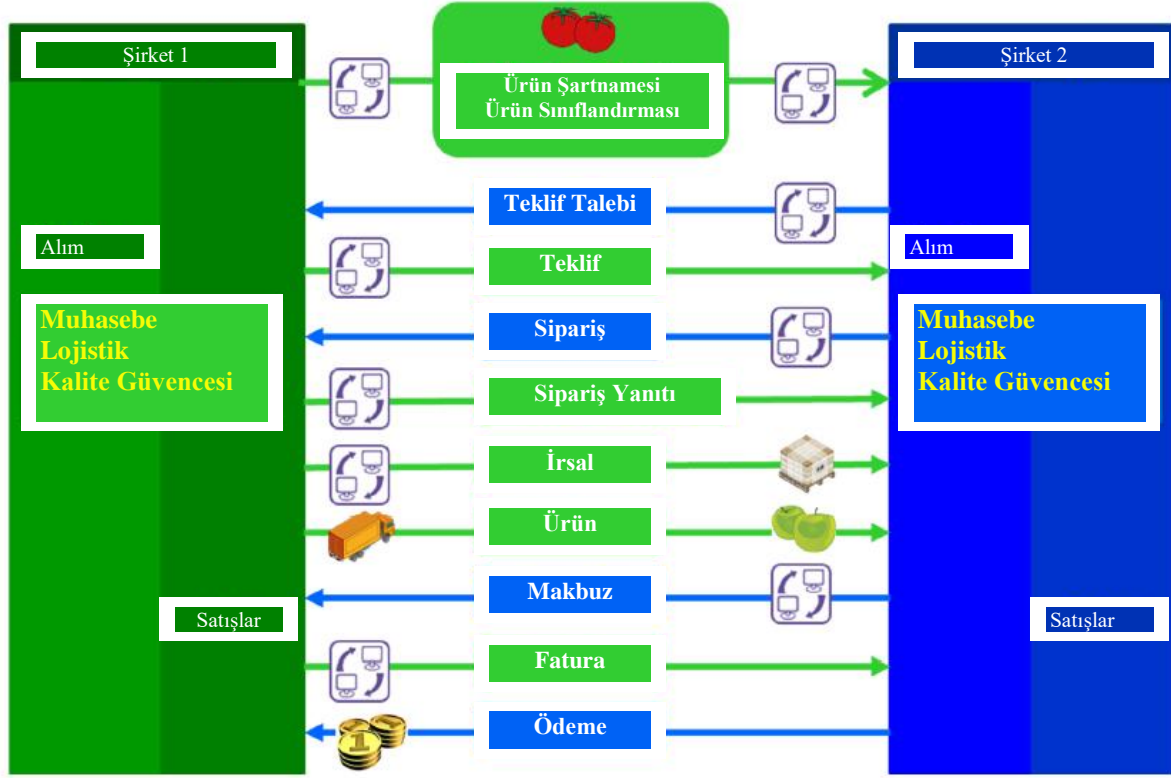 Şirket 1
Şirket 2
Ürün Şartnamesi
Ürün Sınıflandırması
Teklif Talebi
Alım
Alım
Teklif
Muhasebe
Lojistik
Kalite Güvencesi
Sipariş
Muhasebe
Lojistik
Kalite Güvencesi
Sipariş Yanıtı
İrsal
Ürün
Makbuz
Satışlar
Satışlar
Fatura
Ödeme